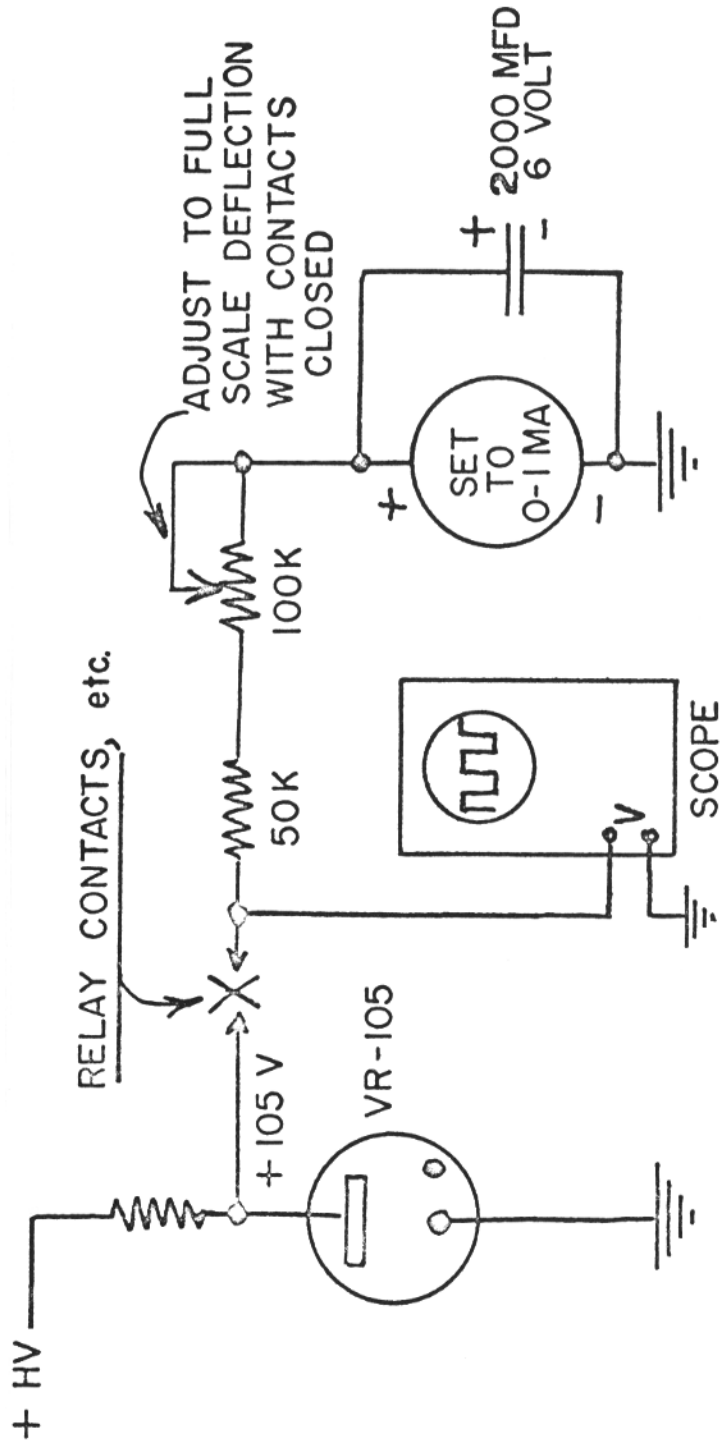 + HV
RELAY CONTACTS, etc.
+ 105 V
VR-105
50K
100K
ADJUST TO FULL
SCALE DEFLECTION
WITH CONTACTS
CLOSED
V
SCOPE
+
SET
TO
0-1 MA
-
+
-
2000 MFD
6 VOLT